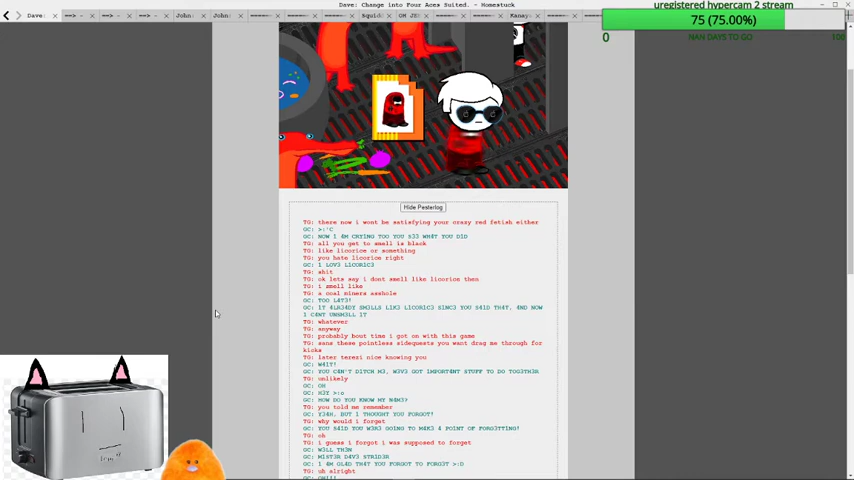 Dave: Change into Four Aces Suited. - Homestuck
unregistered hypercam 2 stream
Dave:
John:
John:
Squid
OR JS
Kanay
75 (75.00%)
0
NAN DAYS TO GO
100
Hide Pesterlog
TG: there now i wont be satisfying your crazy red fetish either
GC: >:'C
GC: NOW 1 4M CRY1NG TOO YOU S33 WH4T YOU D1D
TG: all you get to smell is black
TG: like licorice or something
TG: you hate licorice right
GC: 1 LOV3 L1COR1C3
TG: shit
TG: ok lets say i dont smell like licorice then
TG: i smell like
TG: a coal miners asshole
GC: TOO L4T3!
GC: 1T 4LR34DY SM3LLS L1K3 L1COR1C3 S1NC3 YOU S41D TH4T, 4ND NOW
1 C4NT UNSM3LL 1T
TG: whatever
TG: anyway
TG: probably bout time i got on with this game
TG: sans these pointless sidequests you want drag me through for
kicks
TG: later terezi nice knowing you
GC: W41T!
GC: YOU C4N'T D1TCH M3, W3V3 GOT 1MPORT4NT STUFF TO DO TOG3TH3R
TG: unlikely
GC: OH
GC: H3Y >:o
GC: HOW DO YOU KNOW MY N4M3?
TG: you told me remember
GC: Y34H, BUT 1 THOUGHT YOU FORGOT!
TG: why would i forget
GC: YOU S41D YOU W3R3 GO1NG TO M4K3 4 PO1NT OF FORG3TT1NG!
TG: oh
TG: i guess i forgot i was supposed to forget
GC: W3LL TH3N
GC: M1ST3R D4V3 STR1D3R
GC: 1 4M GL4D TH4T YOU FORGOT TO FORG3T >:D
TG: uh alright